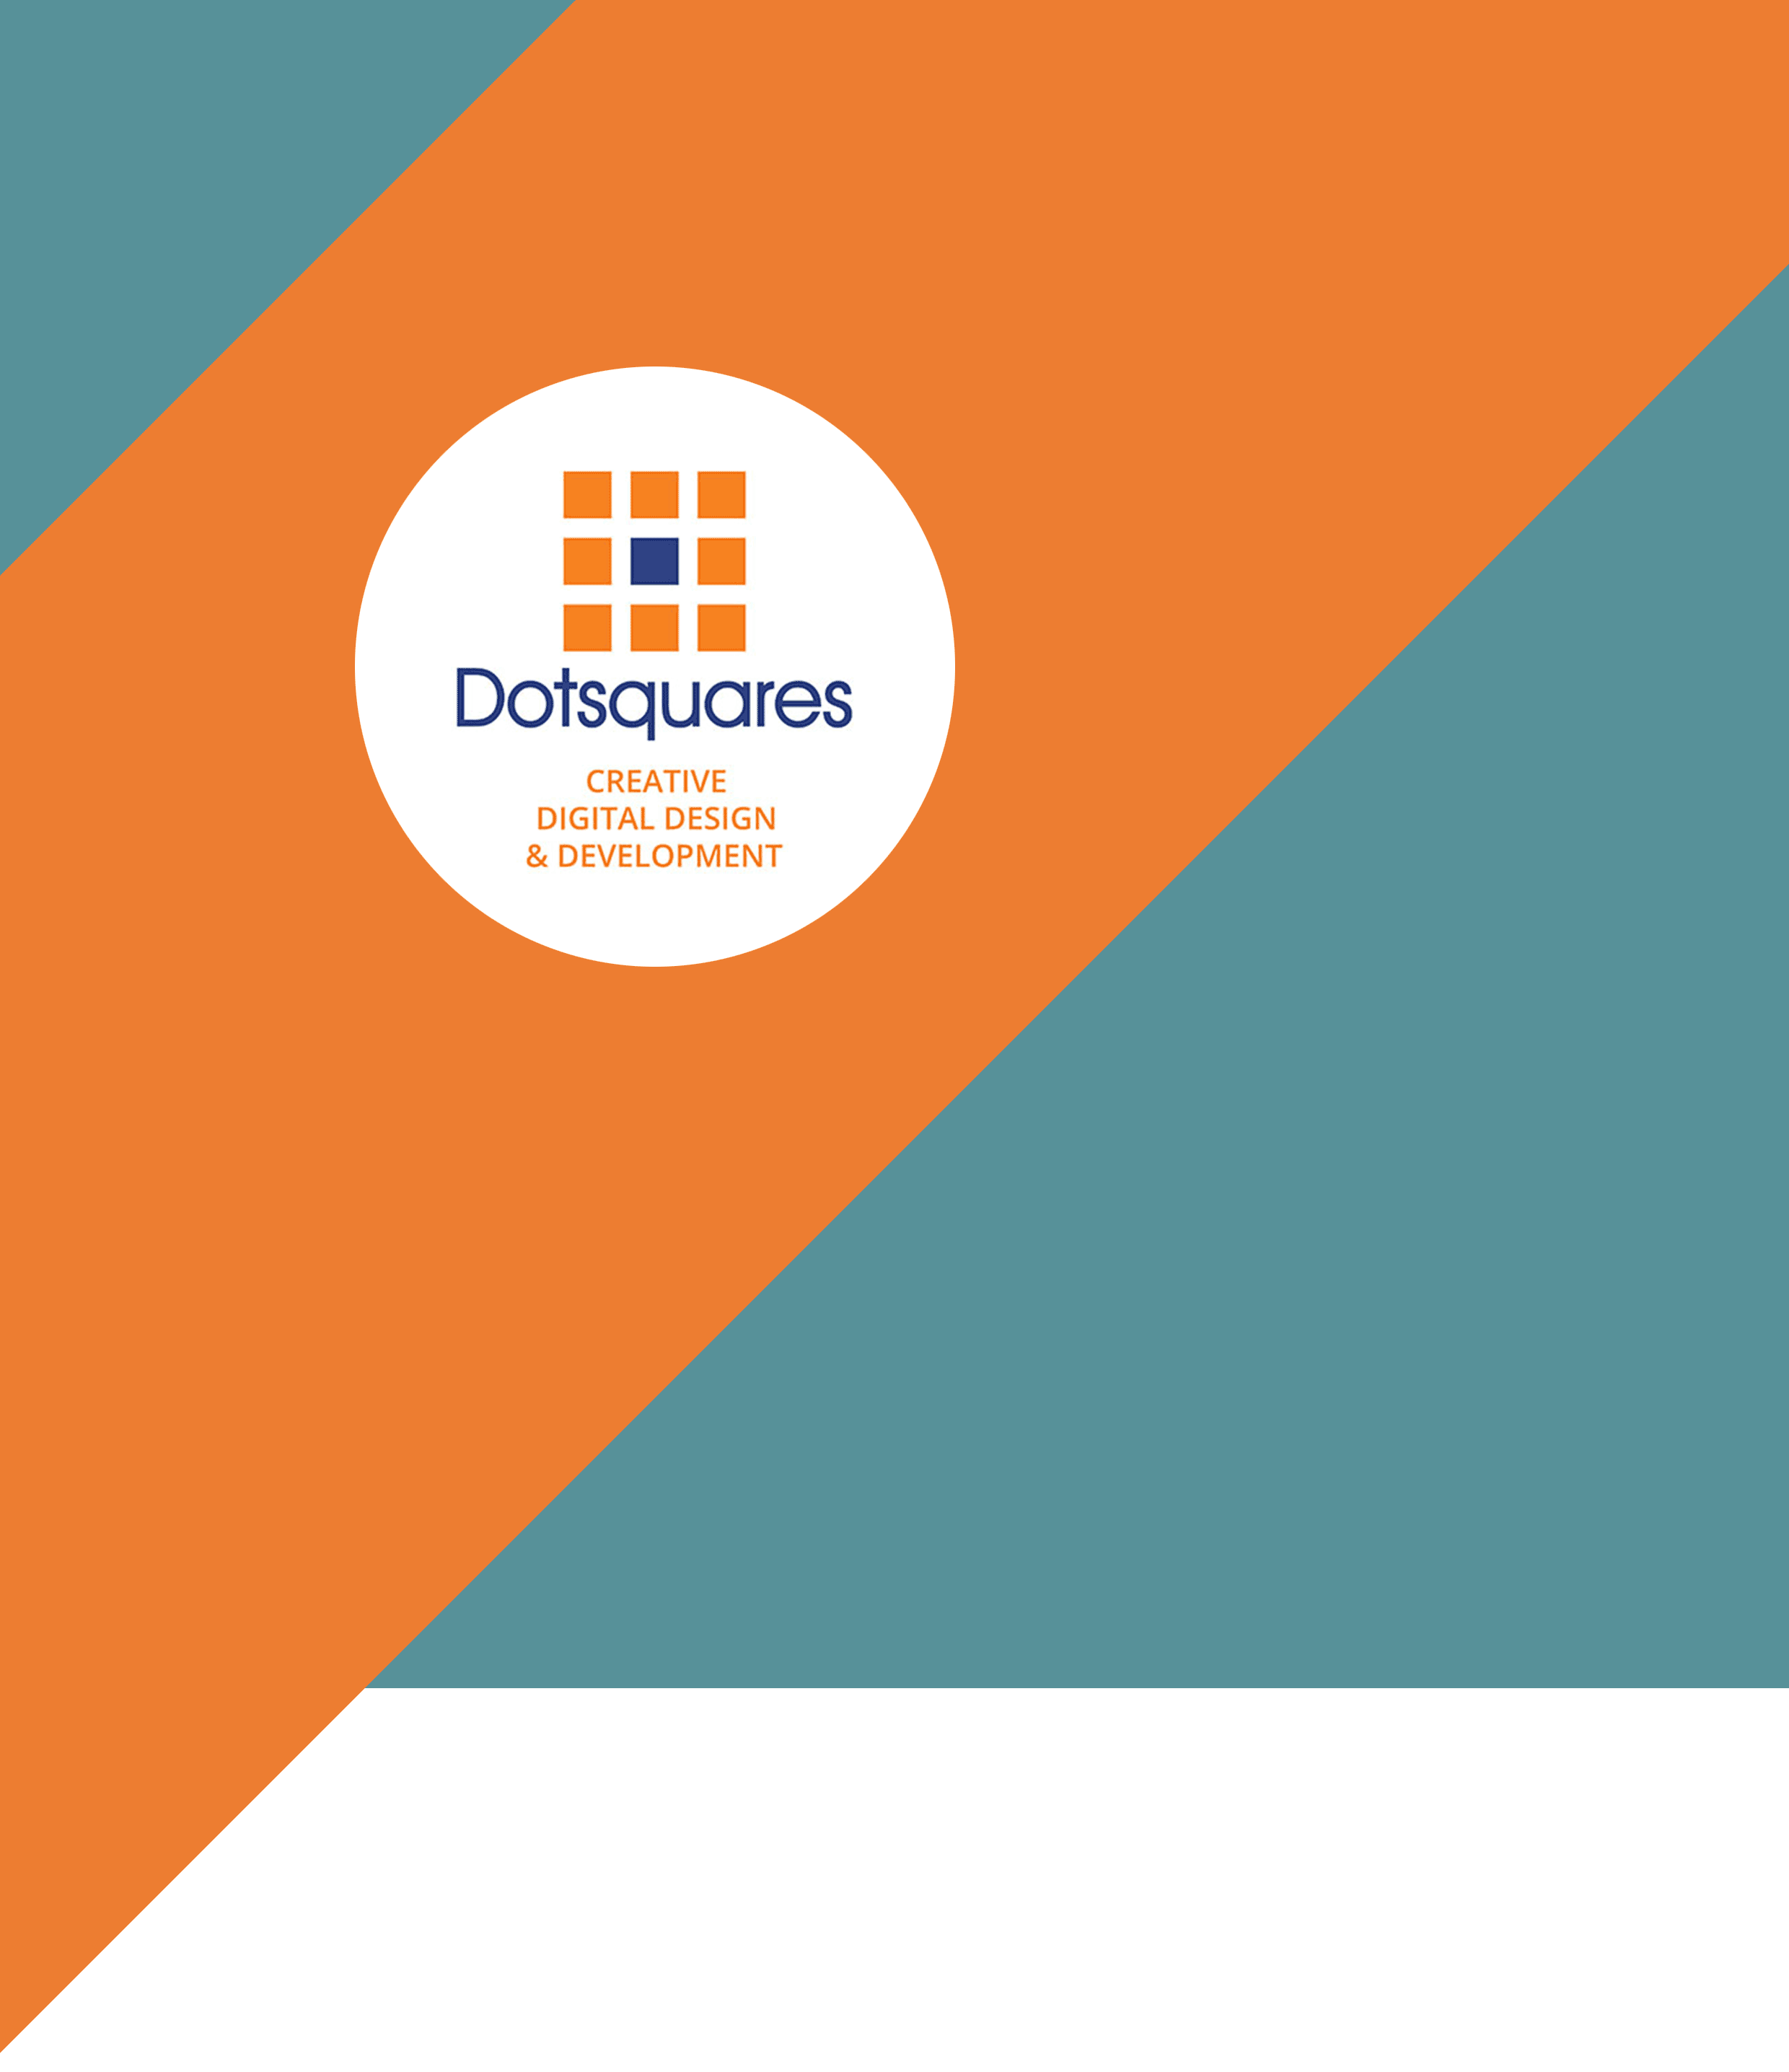 Dotsquares
CREATIVE
DIGITAL DESIGN
& DEVELOPMENT